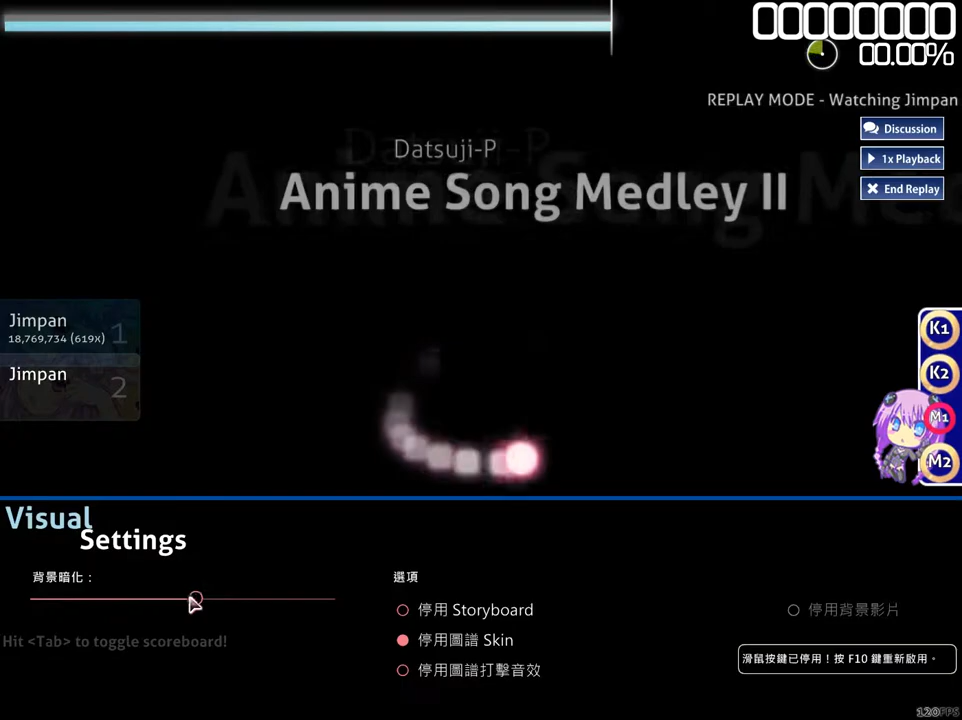 00000000
00.00%
REPLAY MODE - Watching Jimpan
Discussion
1x Playback
End Replay
Datsuji-P
Anime Song Medley II
Jimpan
18,769,734 (619x)
1
Jimpan
2
K1
K2
M1
M2
Visual
Settings
背景暗化：
選項
停用 Storyboard
停用背景影片
Hit <Tab> to toggle scoreboard!
停用圖譜 Skin
滑鼠按鍵已停用！按 F10 鍵重新啟用。
停用圖譜打擊音效
120FPS